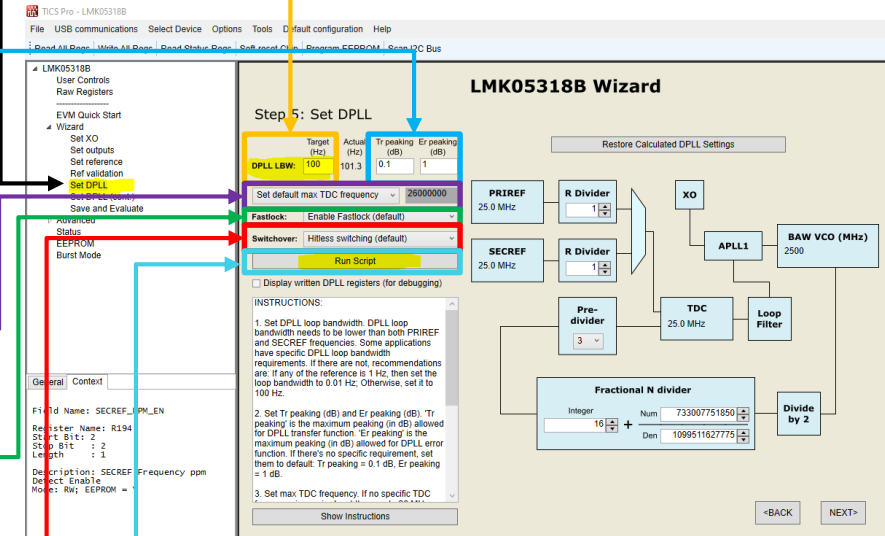 TICS Pro - LMK05318B
File USB communications Select Device Options Tools Default configuration Help
Read All Regs Write All Regs Read Status Regs Soft-reset Chip Program EEPROM Scan I2C Bus
LMK05318B
User Controls
Raw Registers
--------------------
EVM Quick Start
Wizard
Set XO
Set outputs
Set reference
Ref validation
Set DPLL
Set DPLL (cont.)
Save and Evaluate
Advanced
Status
EEPROM
Burst Mode
General Context
Field Name: SECREF_PPM_EN
Register Name: R194
Start Bit: 2
Stop Bit : 2
Length : 1
Description: SECREF Frequency ppm
Detect Enable
Mode: RW; EEPROM = Y
LMK05318B Wizard
Step 5: Set DPLL
Target (Hz) Actual (Hz) Tr peaking (dB) Er peaking (dB)
DPLL LBW: 100 101.3 0.1 1
Set default max TDC frequency 26000000
Fastlock: Enable Fastlock (default)
Switchover: Hitless switching (default)
Run Script
Display written DPLL registers (for debugging)
INSTRUCTIONS:
1. Set DPLL loop bandwidth. DPLL loop
bandwidth needs to be lower than both PRIREF
and SECREF frequencies. Some applications
have specific DPLL loop bandwidth
requirements. If there are not, recommendations
are: If any of the reference is 1 Hz, then set the
loop bandwidth to 0.01 Hz; Otherwise, set it to
100 Hz.
2. Set Tr peaking (dB) and Er peaking (dB). 'Tr
peaking' is the maximum peaking (in dB) allowed
for DPLL transfer function. 'Er peaking' is the
maximum peaking (in dB) allowed for DPLL error
function. If there's no specific requirement, set
them to default: Tr peaking = 0.1 dB, Er peaking
= 1 dB.
3. Set max TDC frequency. If no specific TDC
Show Instructions
Restore Calculated DPLL Settings
PRIREF
25.0 MHz
R Divider
1
XO
SECREF
25.0 MHz
R Divider
1
APLL1
BAW VCO (MHz)
2500
Pre-
divider
3
TDC
25.0 MHz
Loop
Filter
Fractional N divider
Integer
16 +
Num 733007751850
Den 1099511627775
Divide
by 2
<BACK NEXT>